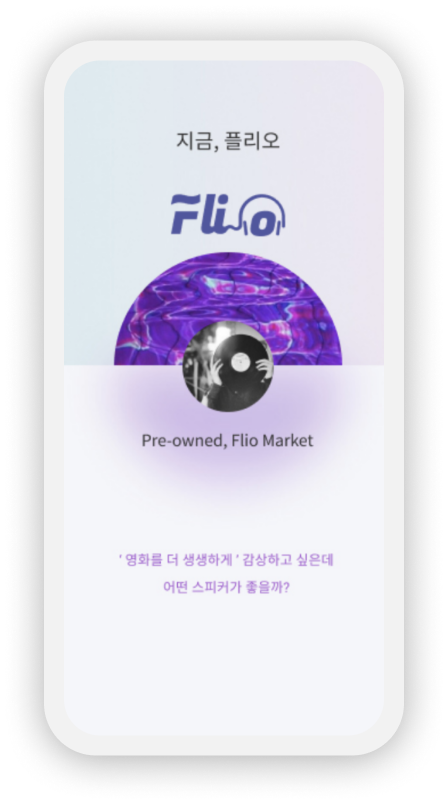 지금, 플리오
Flio
Pre-owned, Flio Market
' 영화를 더 생생하게 ' 감상하고 싶은데
어떤 스피커가 좋을까?